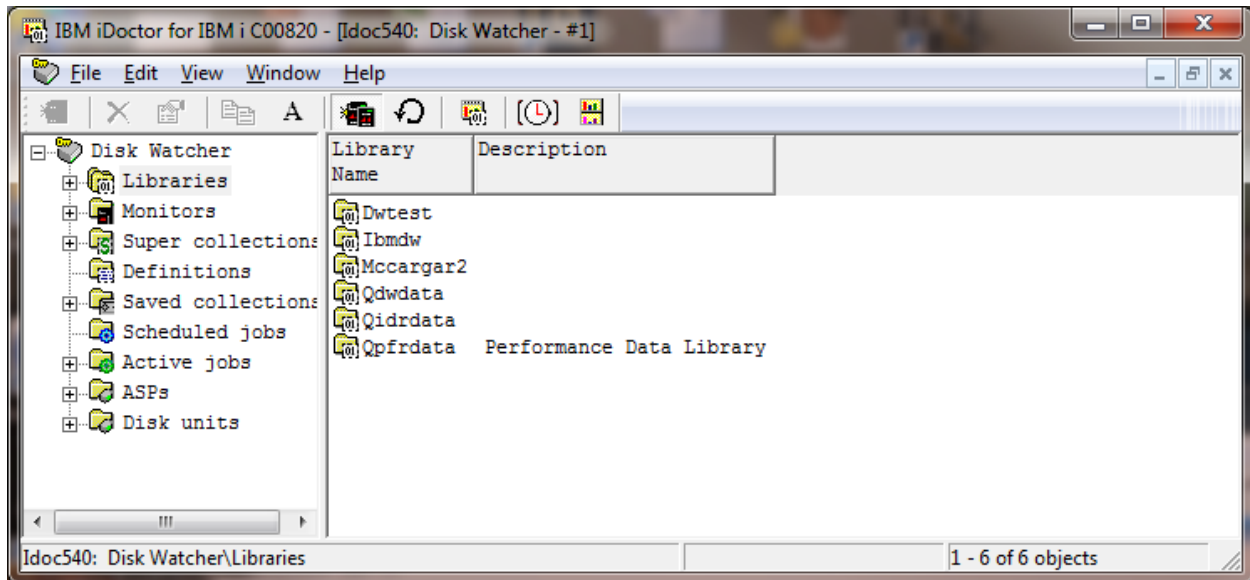 IBM iDoctor for IBM i C00820 - [Idoc540: Disk Watcher - #1]
File Edit View Window Help
A
Disk Watcher
Libraries
Monitors
Super collections
Definitions
Saved collections
Scheduled jobs
Active jobs
ASPs
Disk units
Library Name
Description
Dwtest
Ibmdw
Mccargar2
Qdwdata
Qidrdata
Qpfrdata Performance Data Library
Idoc540: Disk Watcher\Libraries
1 - 6 of 6 objects